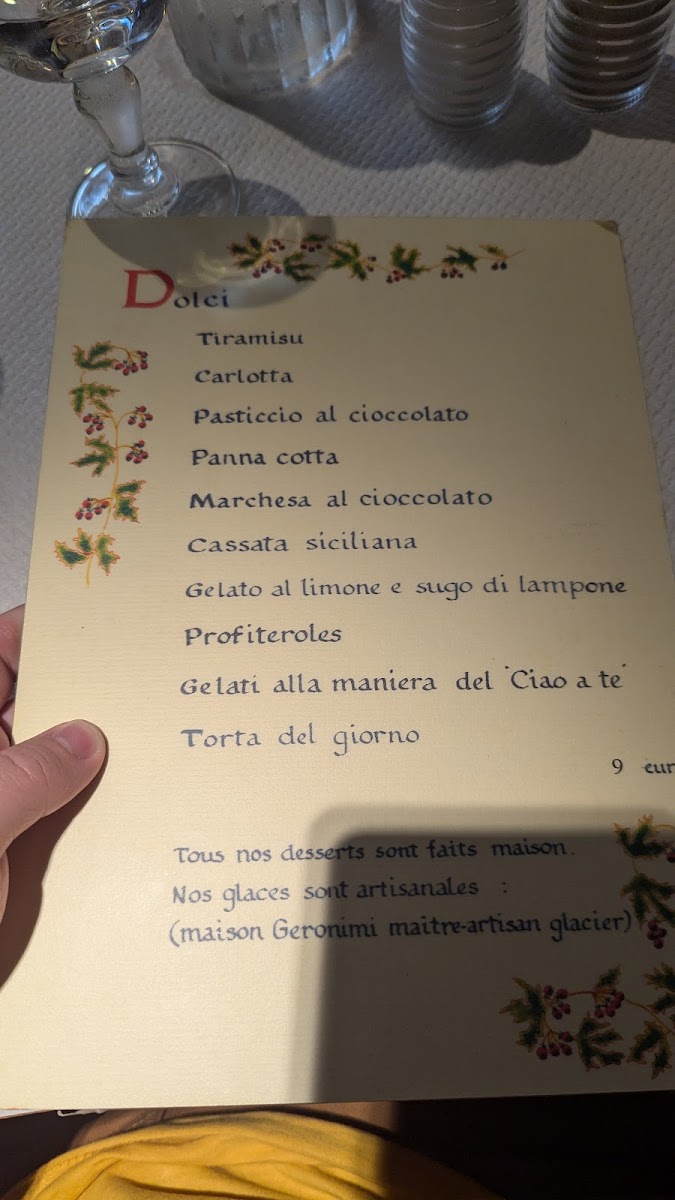 Dolci
Tiramisu
Carlotta
Pasticcio al cioccolato
Panna cotta
Marchesa al cioccolato
Cassata siciliana
Gelato al limone e sugo di lampone
Profiteroles
Gelati alla maniera del "Ciao a te"
Torta del giorno
9 eur
Tous nos desserts sont faits maison.
Nos glaces sont artisanales :
(maison Geronimi maitre-artisan glacier)